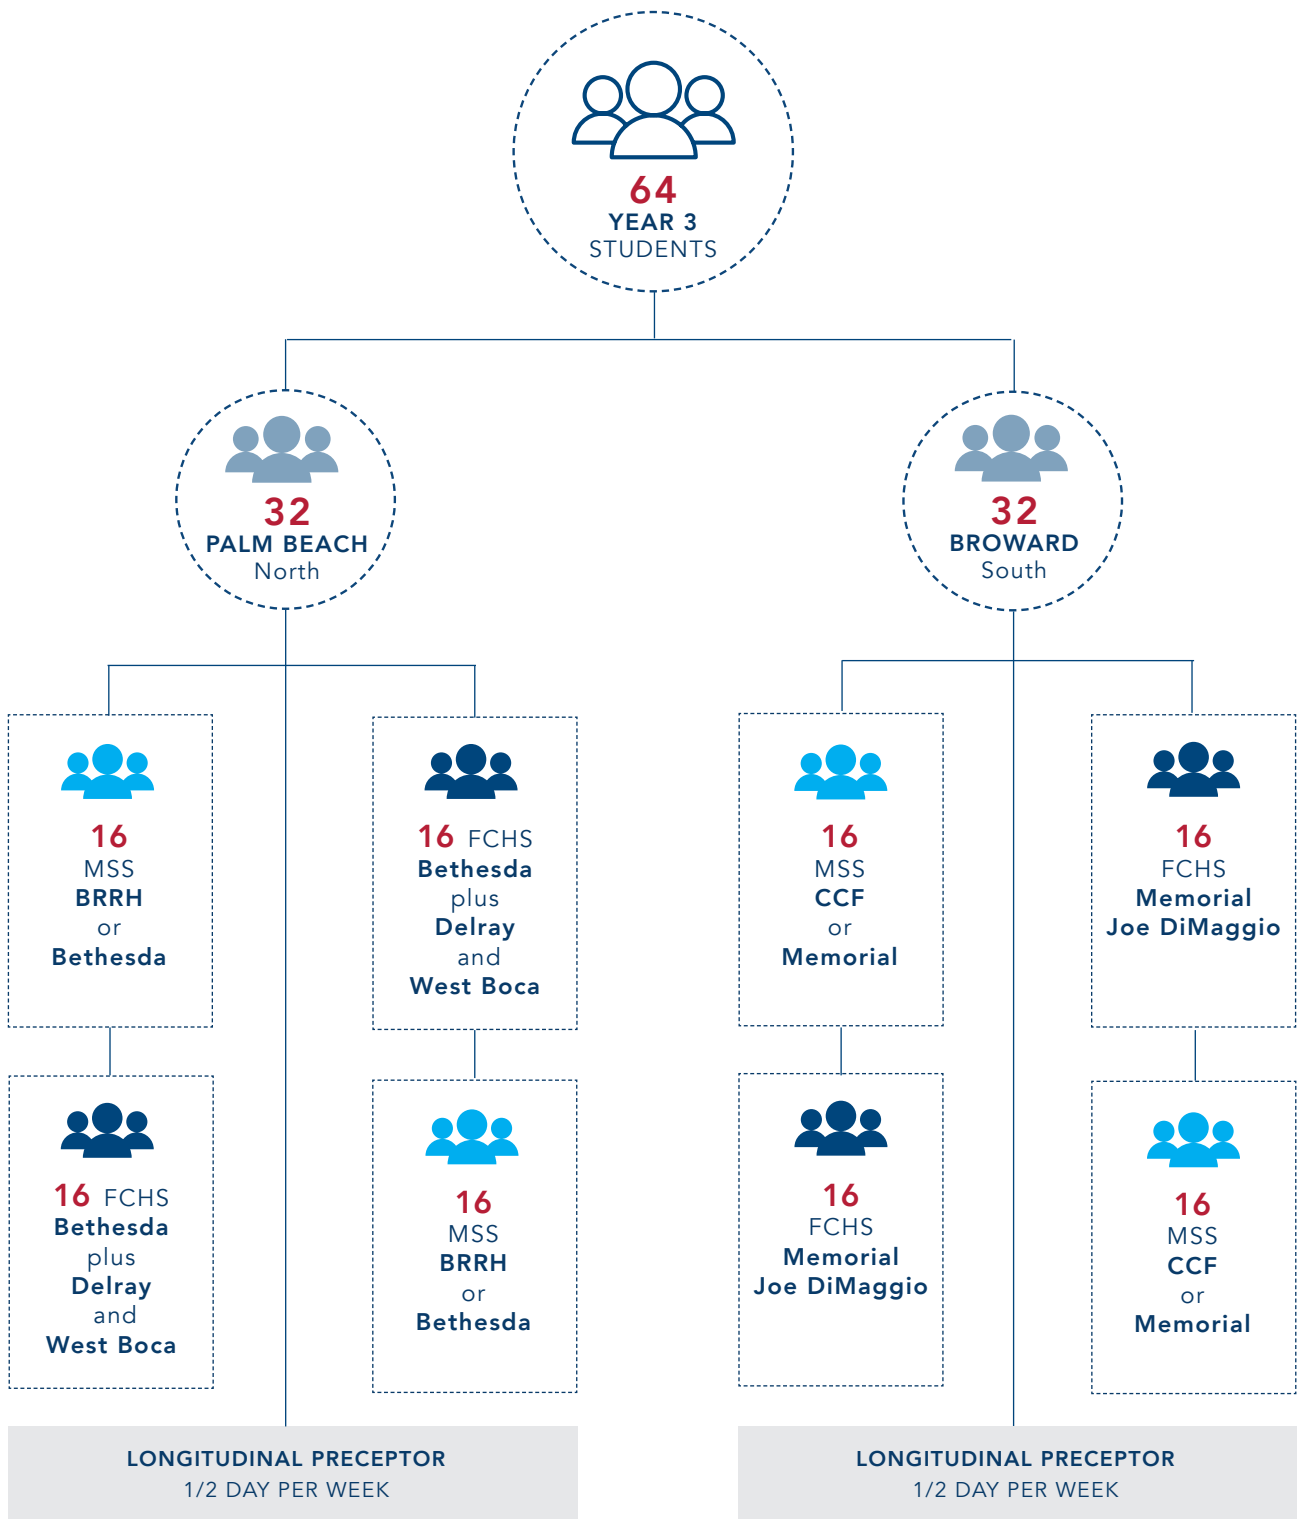 64
YEAR 3
STUDENTS
32
PALM BEACH
North
32
BROWARD
South
16
MSS
BRRH
or
Bethesda
16 FCHS
Bethesda
plus
Delray
and
West Boca
16
MSS
CCF
or
Memorial
16
FCHS
Memorial
Joe DiMaggio
16 FCHS
Bethesda
plus
Delray
and
West Boca
16
MSS
BRRH
or
Bethesda
16
FCHS
Memorial
Joe DiMaggio
16
MSS
CCF
or
Memorial
LONGITUDINAL PRECEPTOR
1/2 DAY PER WEEK
LONGITUDINAL PRECEPTOR
1/2 DAY PER WEEK